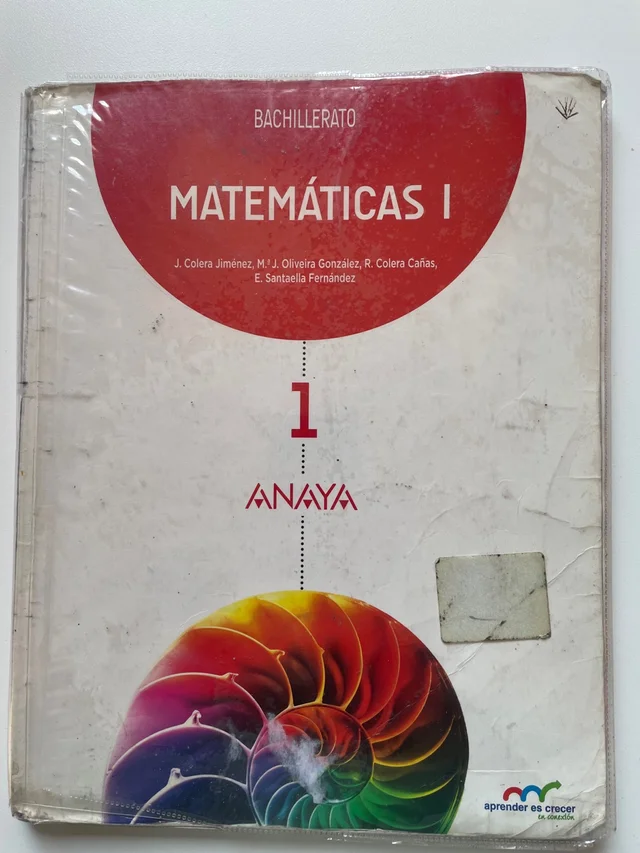 BACHILLERATO
MATEMÁTICAS I
J. Colera Jiménez, M.ª J. Oliveira González, R. Colera Cañas,
E. Santaella Fernández
1
ANAYA
aprender es crecer
en conexión